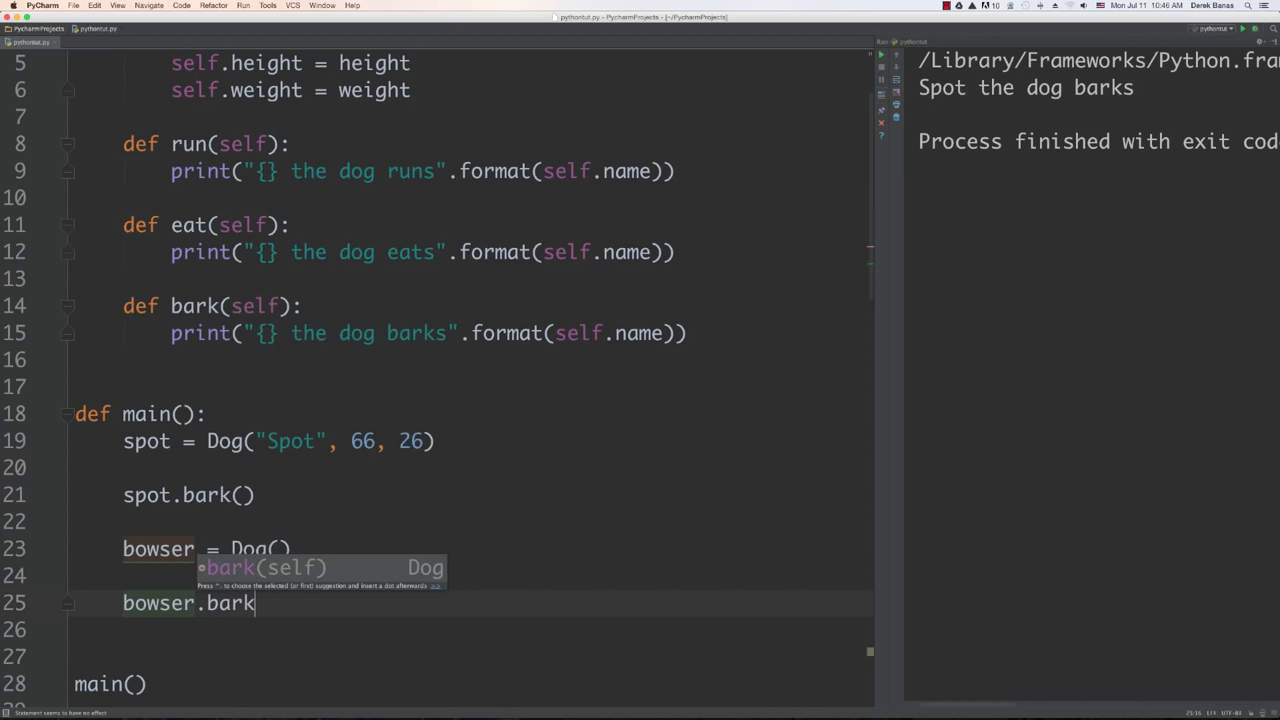 PyCharm File Edit View Navigate Code Refactor Run Tools VCS Window Help 10 Mon Jul 11 10:46 AM Derek Banas
pythontut.py - PyCharmProjects - [~/PycharmProjects]
PycharmProjects pythontut.py pythontut
pythontut.py
Run: pythontut
5 self.height = height
6 self.weight = weight
7
8 def run(self):
9 print("{} the dog runs".format(self.name))
10
11 def eat(self):
12 print("{} the dog eats".format(self.name))
13
14 def bark(self):
15 print("{} the dog barks".format(self.name))
16
17
18 def main():
19 spot = Dog("Spot", 66, 26)
20
21 spot.bark()
22
23 bowser = Dog()
bark(self) Dog
Press ^. to choose the selected (or first) suggestion and insert a dot afterwards >>
24
25 bowser.bark
26
27
28 main()
/Library/Frameworks/Python.fra
Spot the dog barks
Process finished with exit cod
Statement seems to have no effect
25:16 LF UTF-8